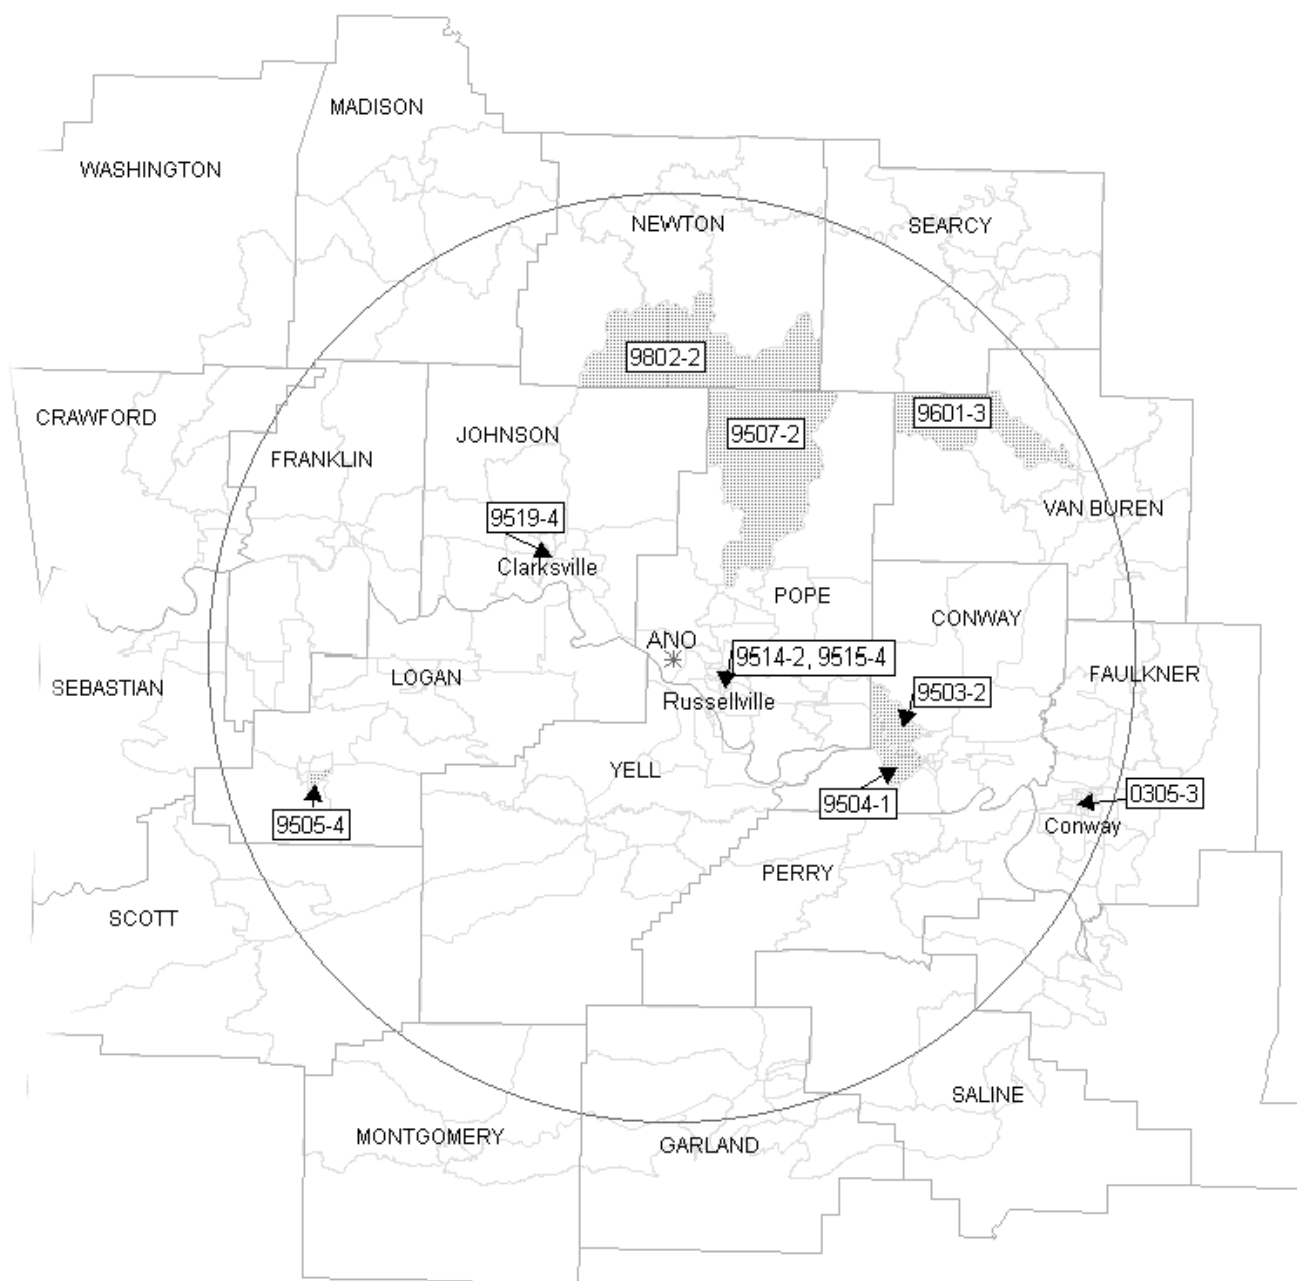 MADISON
WASHINGTON
NEWTON
SEARCY
9802-2
CRAWFORD
9601-3
9507-2
JOHNSON
FRANKLIN
VAN BUREN
9519-4
Clarksville
POPE
CONWAY
ANO
9514-2, 9515-4
LOGAN
FAULKNER
SEBASTIAN
9503-2
Russellville
YELL
0305-3
9504-1
9505-4
Conway
PERRY
SCOTT
SALINE
MONTGOMERY
GARLAND